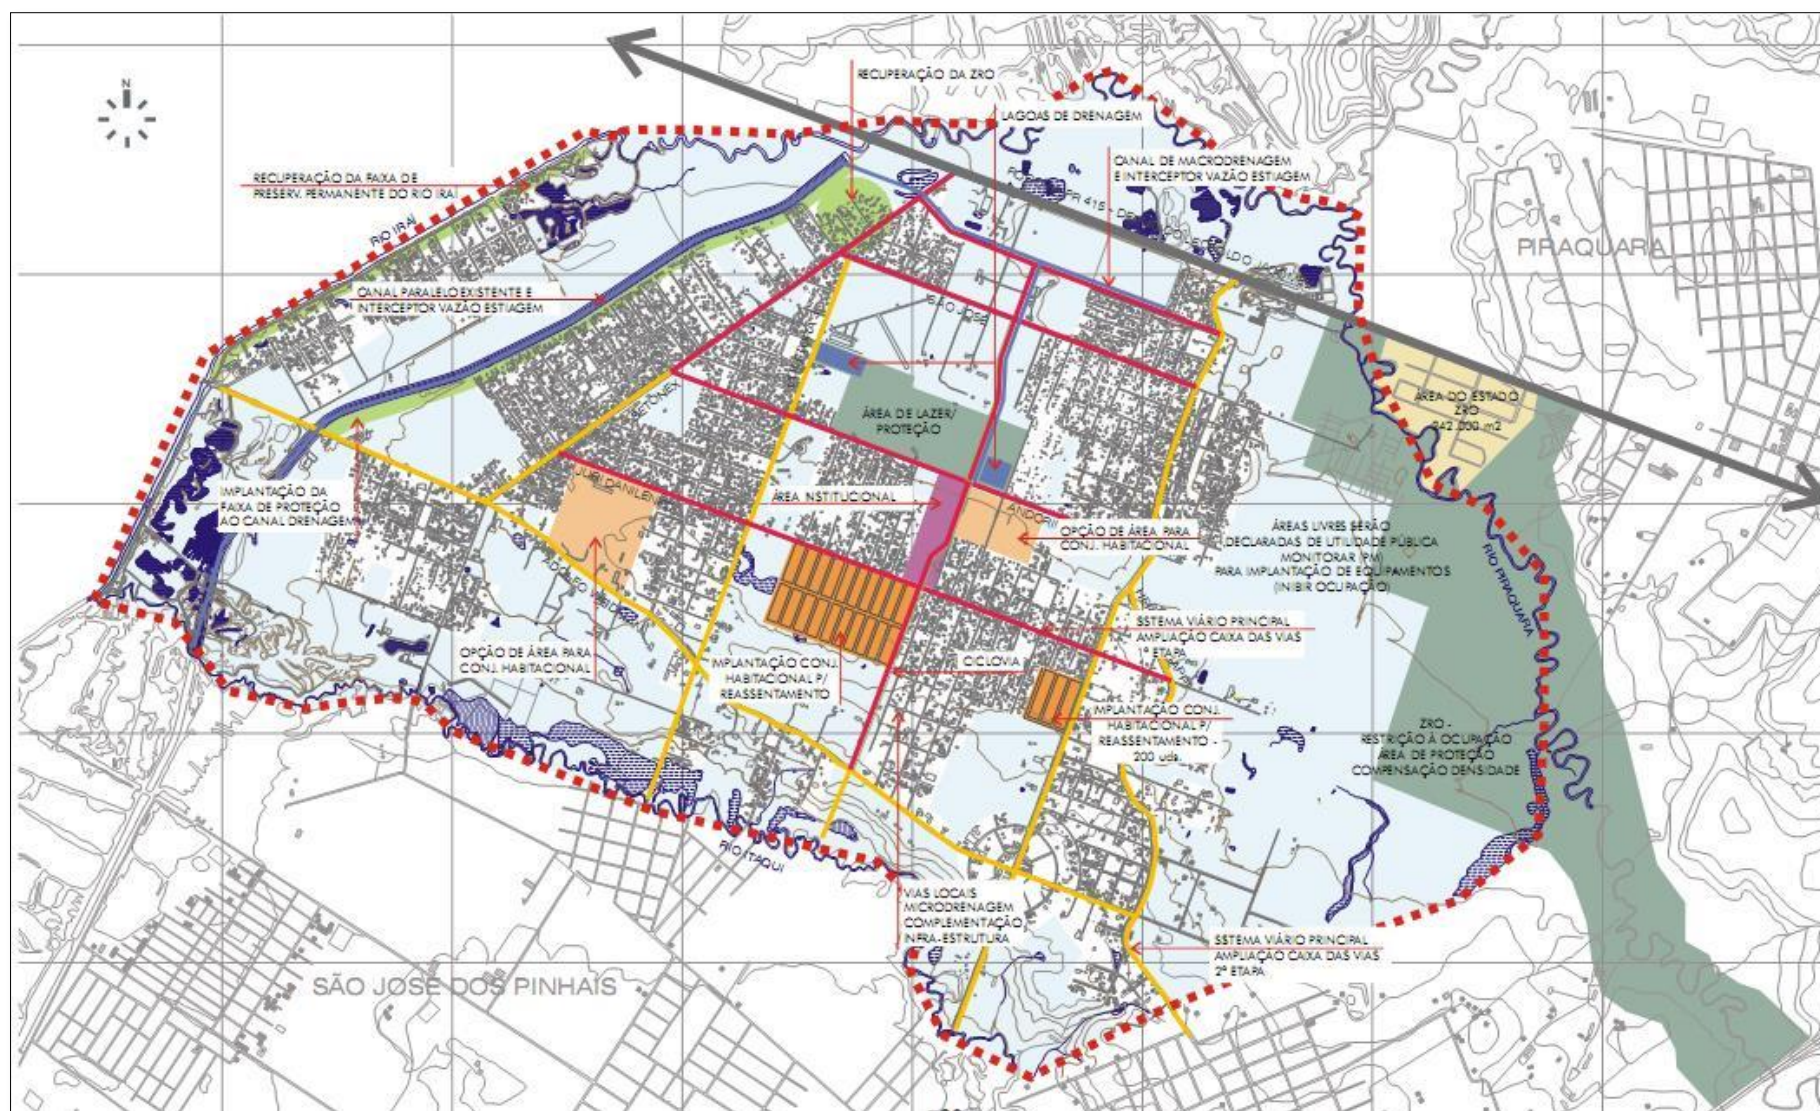 N
RECUPERAÇÃO DA ZRO
LAGOAS DE DRENAGEM
CANAL DE MACRODRENAGEM
E INTERCEPTOR VAZÃO ESTIAGEM
RECUPERAÇÃO DA FAIXA DE
PRESERV. PERMANENTE DO RIO IRAÍ
RIO IRAÍ
PIRAQUARA
CANAL PARALELO EXISTENTE E
INTERCEPTOR VAZÃO ESTIAGEM
PR 415
SÃO JOSÉ
BETONEX
ÁREA DE LAZER/
PROTEÇÃO
ÁREA DO ESTADO
ZRO
242.000 m2
IMPLANTAÇÃO DA
FAIXA DE PROTEÇÃO
AO CANAL DRENAGEM
ÁREA INSTITUCIONAL
OPÇÃO DE ÁREA PARA
CONJ. HABITACIONAL
ÁREAS LIVRES SERÃO
DECLARADAS DE UTILIDADE PÚBLICA
MONITORAR (PM)
PARA IMPLANTAÇÃO DE EQUIPAMENTOS
(INIBIR OCUPAÇÃO)
RIO PIRAQUARA
OPÇÃO DE ÁREA PARA
CONJ. HABITACIONAL
IMPLANTAÇÃO CONJ.
HABITACIONAL P/
REASSENTAMENTO
CICLOVIA
SISTEMA VIÁRIO PRINCIPAL
AMPLIAÇÃO CAIXA DAS VIAS
1ª ETAPA
IMPLANTAÇÃO CONJ.
HABITACIONAL P/
REASSENTAMENTO -
200 uds.
ZRO -
RESTRIÇÃO À OCUPAÇÃO
ÁREA DE PROTEÇÃO
COMPENSAÇÃO DENSIDADE
RIO ITAQUI
VIAS LOCAIS
MICRODRENAGEM
COMPLEMENTAÇÃO
INFRA-ESTRUTURA
SISTEMA VIÁRIO PRINCIPAL
AMPLIAÇÃO CAIXA DAS VIAS
2ª ETAPA
SÃO JOSÉ DOS PINHAIS